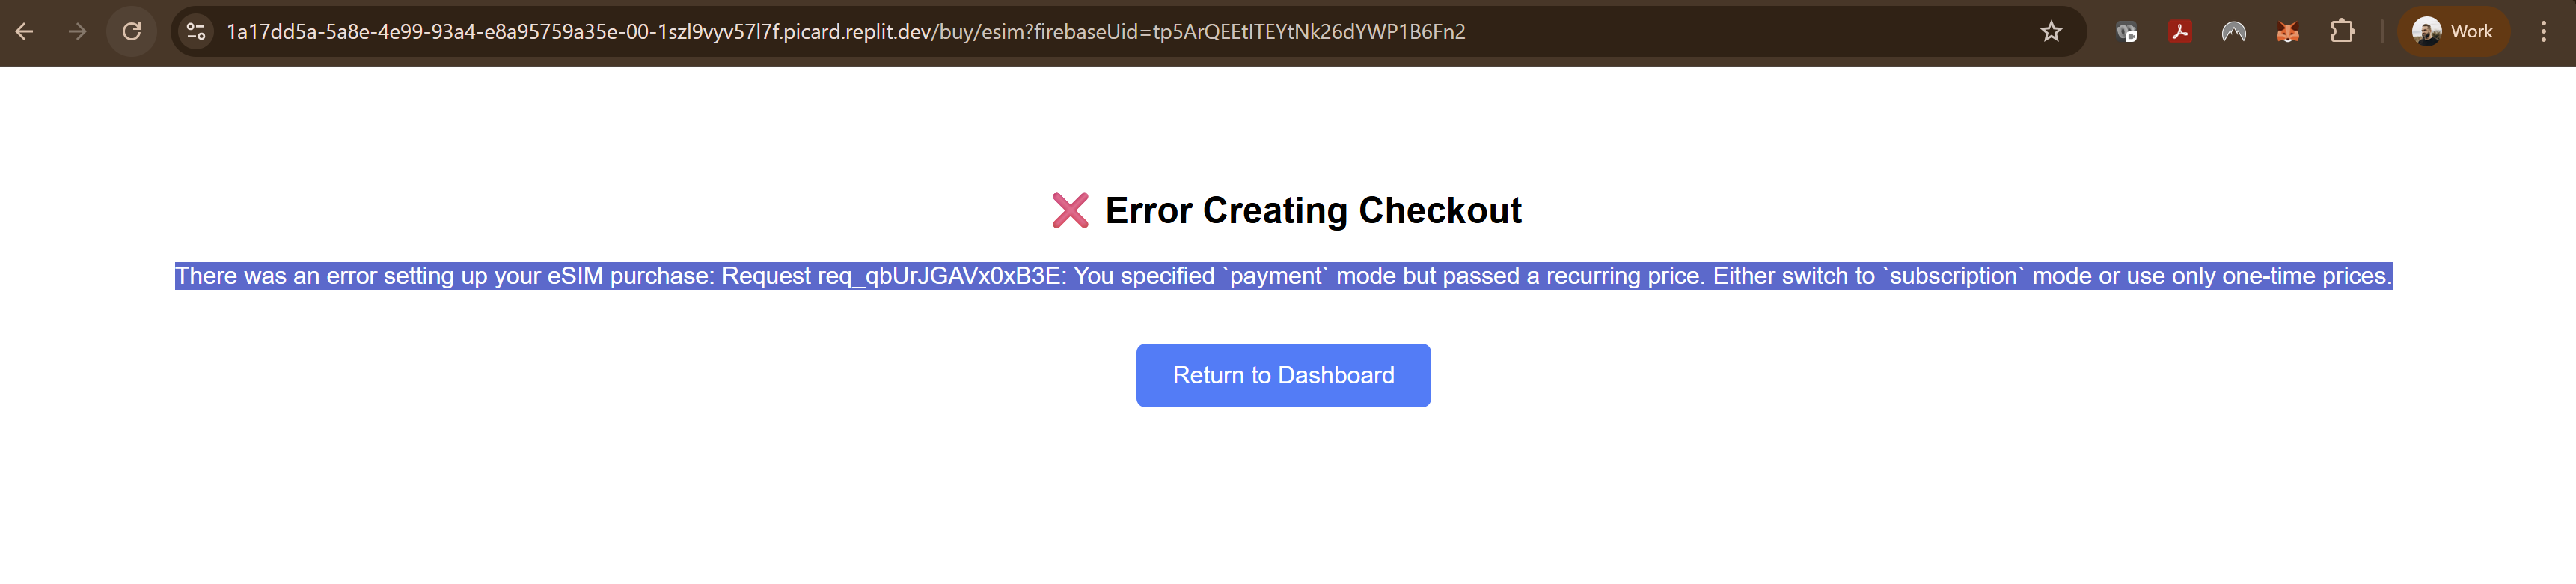 1a17dd5a-5a8e-4e99-93a4-e8a95759a35e-00-1szl9vyv57l7f.picard.replit.dev/buy/esim?firebaseUid=tp5ArQEEtITEYtNk26dYWP1B6Fn2
Work
Error Creating Checkout
There was an error setting up your eSIM purchase: Request req_qbUrJGAVx0xB3E: You specified `payment` mode but passed a recurring price. Either switch to `subscription` mode or use only one-time prices.
Return to Dashboard